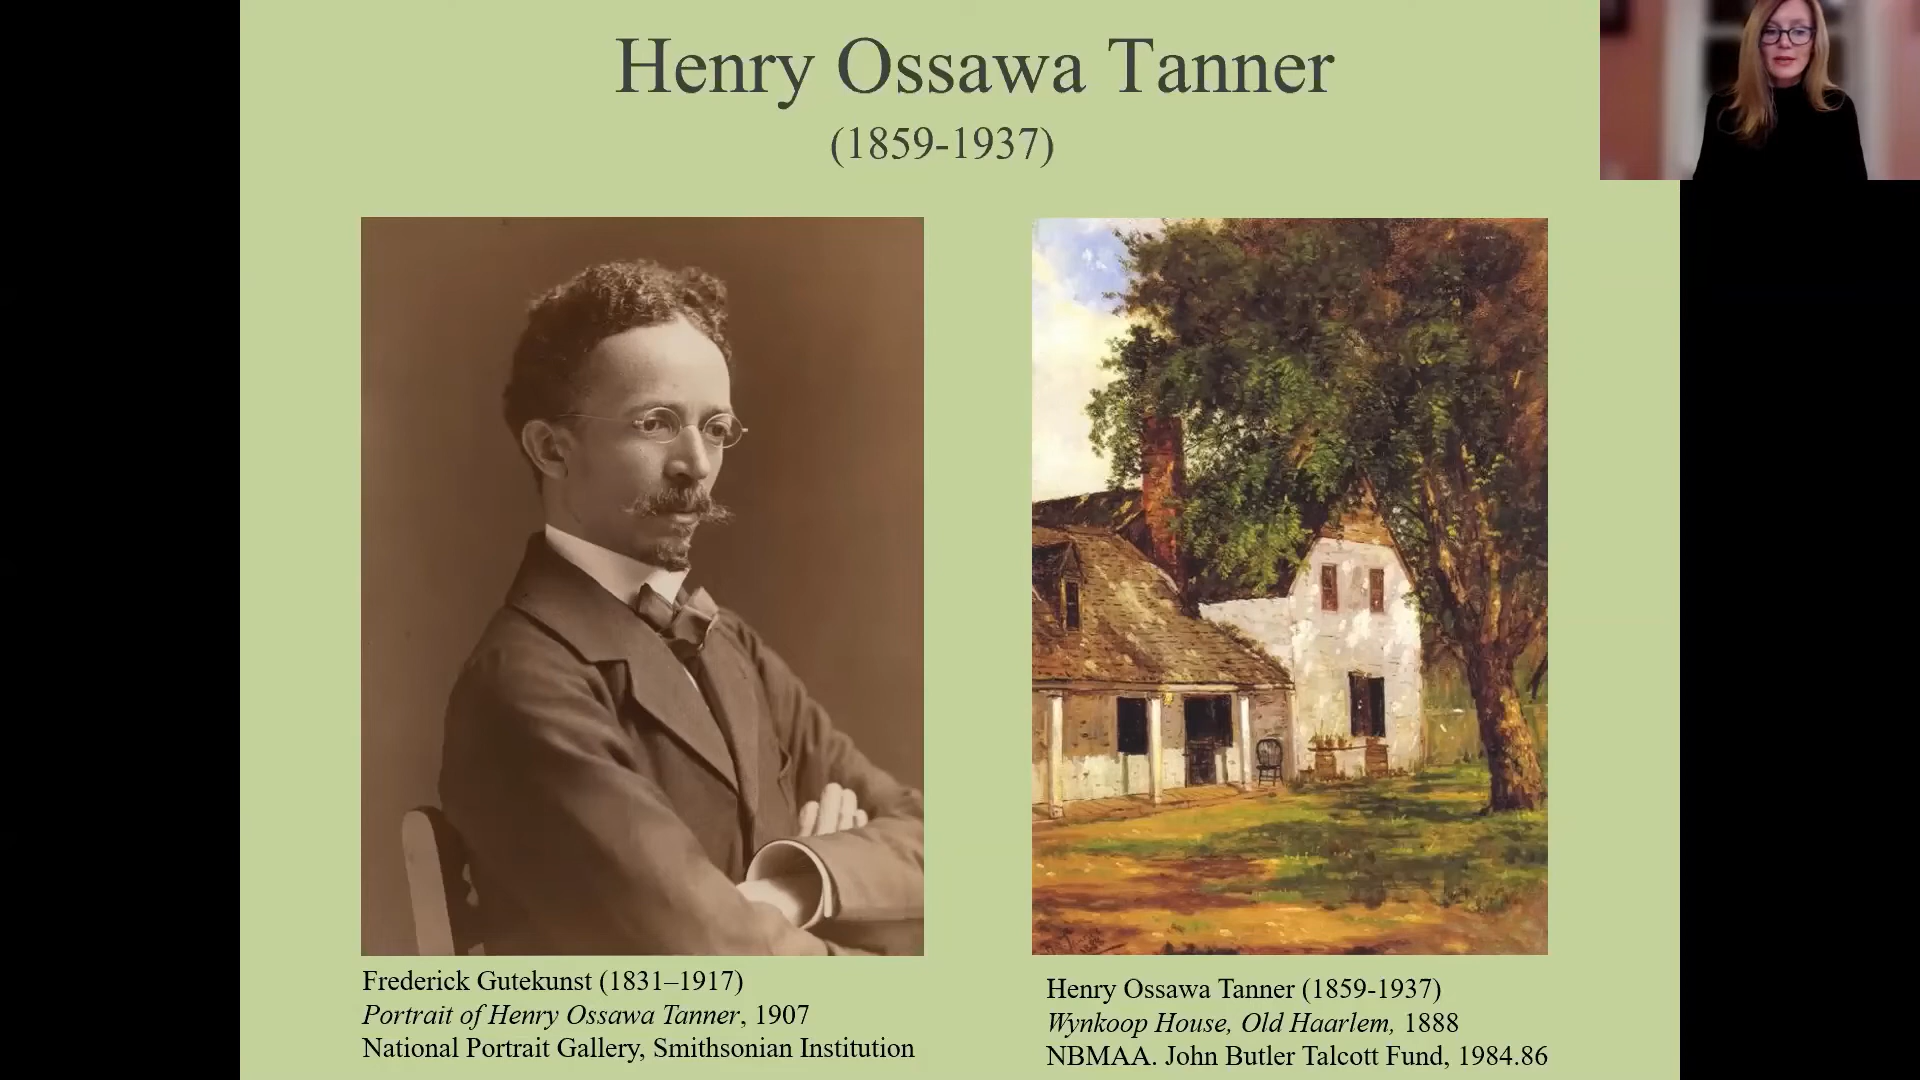 Henry Ossawa Tanner
(1859-1937)
Frederick Gutekunst (1831–1917)
Portrait of Henry Ossawa Tanner, 1907
National Portrait Gallery, Smithsonian Institution
Henry Ossawa Tanner (1859-1937)
Wynkoop House, Old Haarlem, 1888
NBMAA. John Butler Talcott Fund, 1984.86